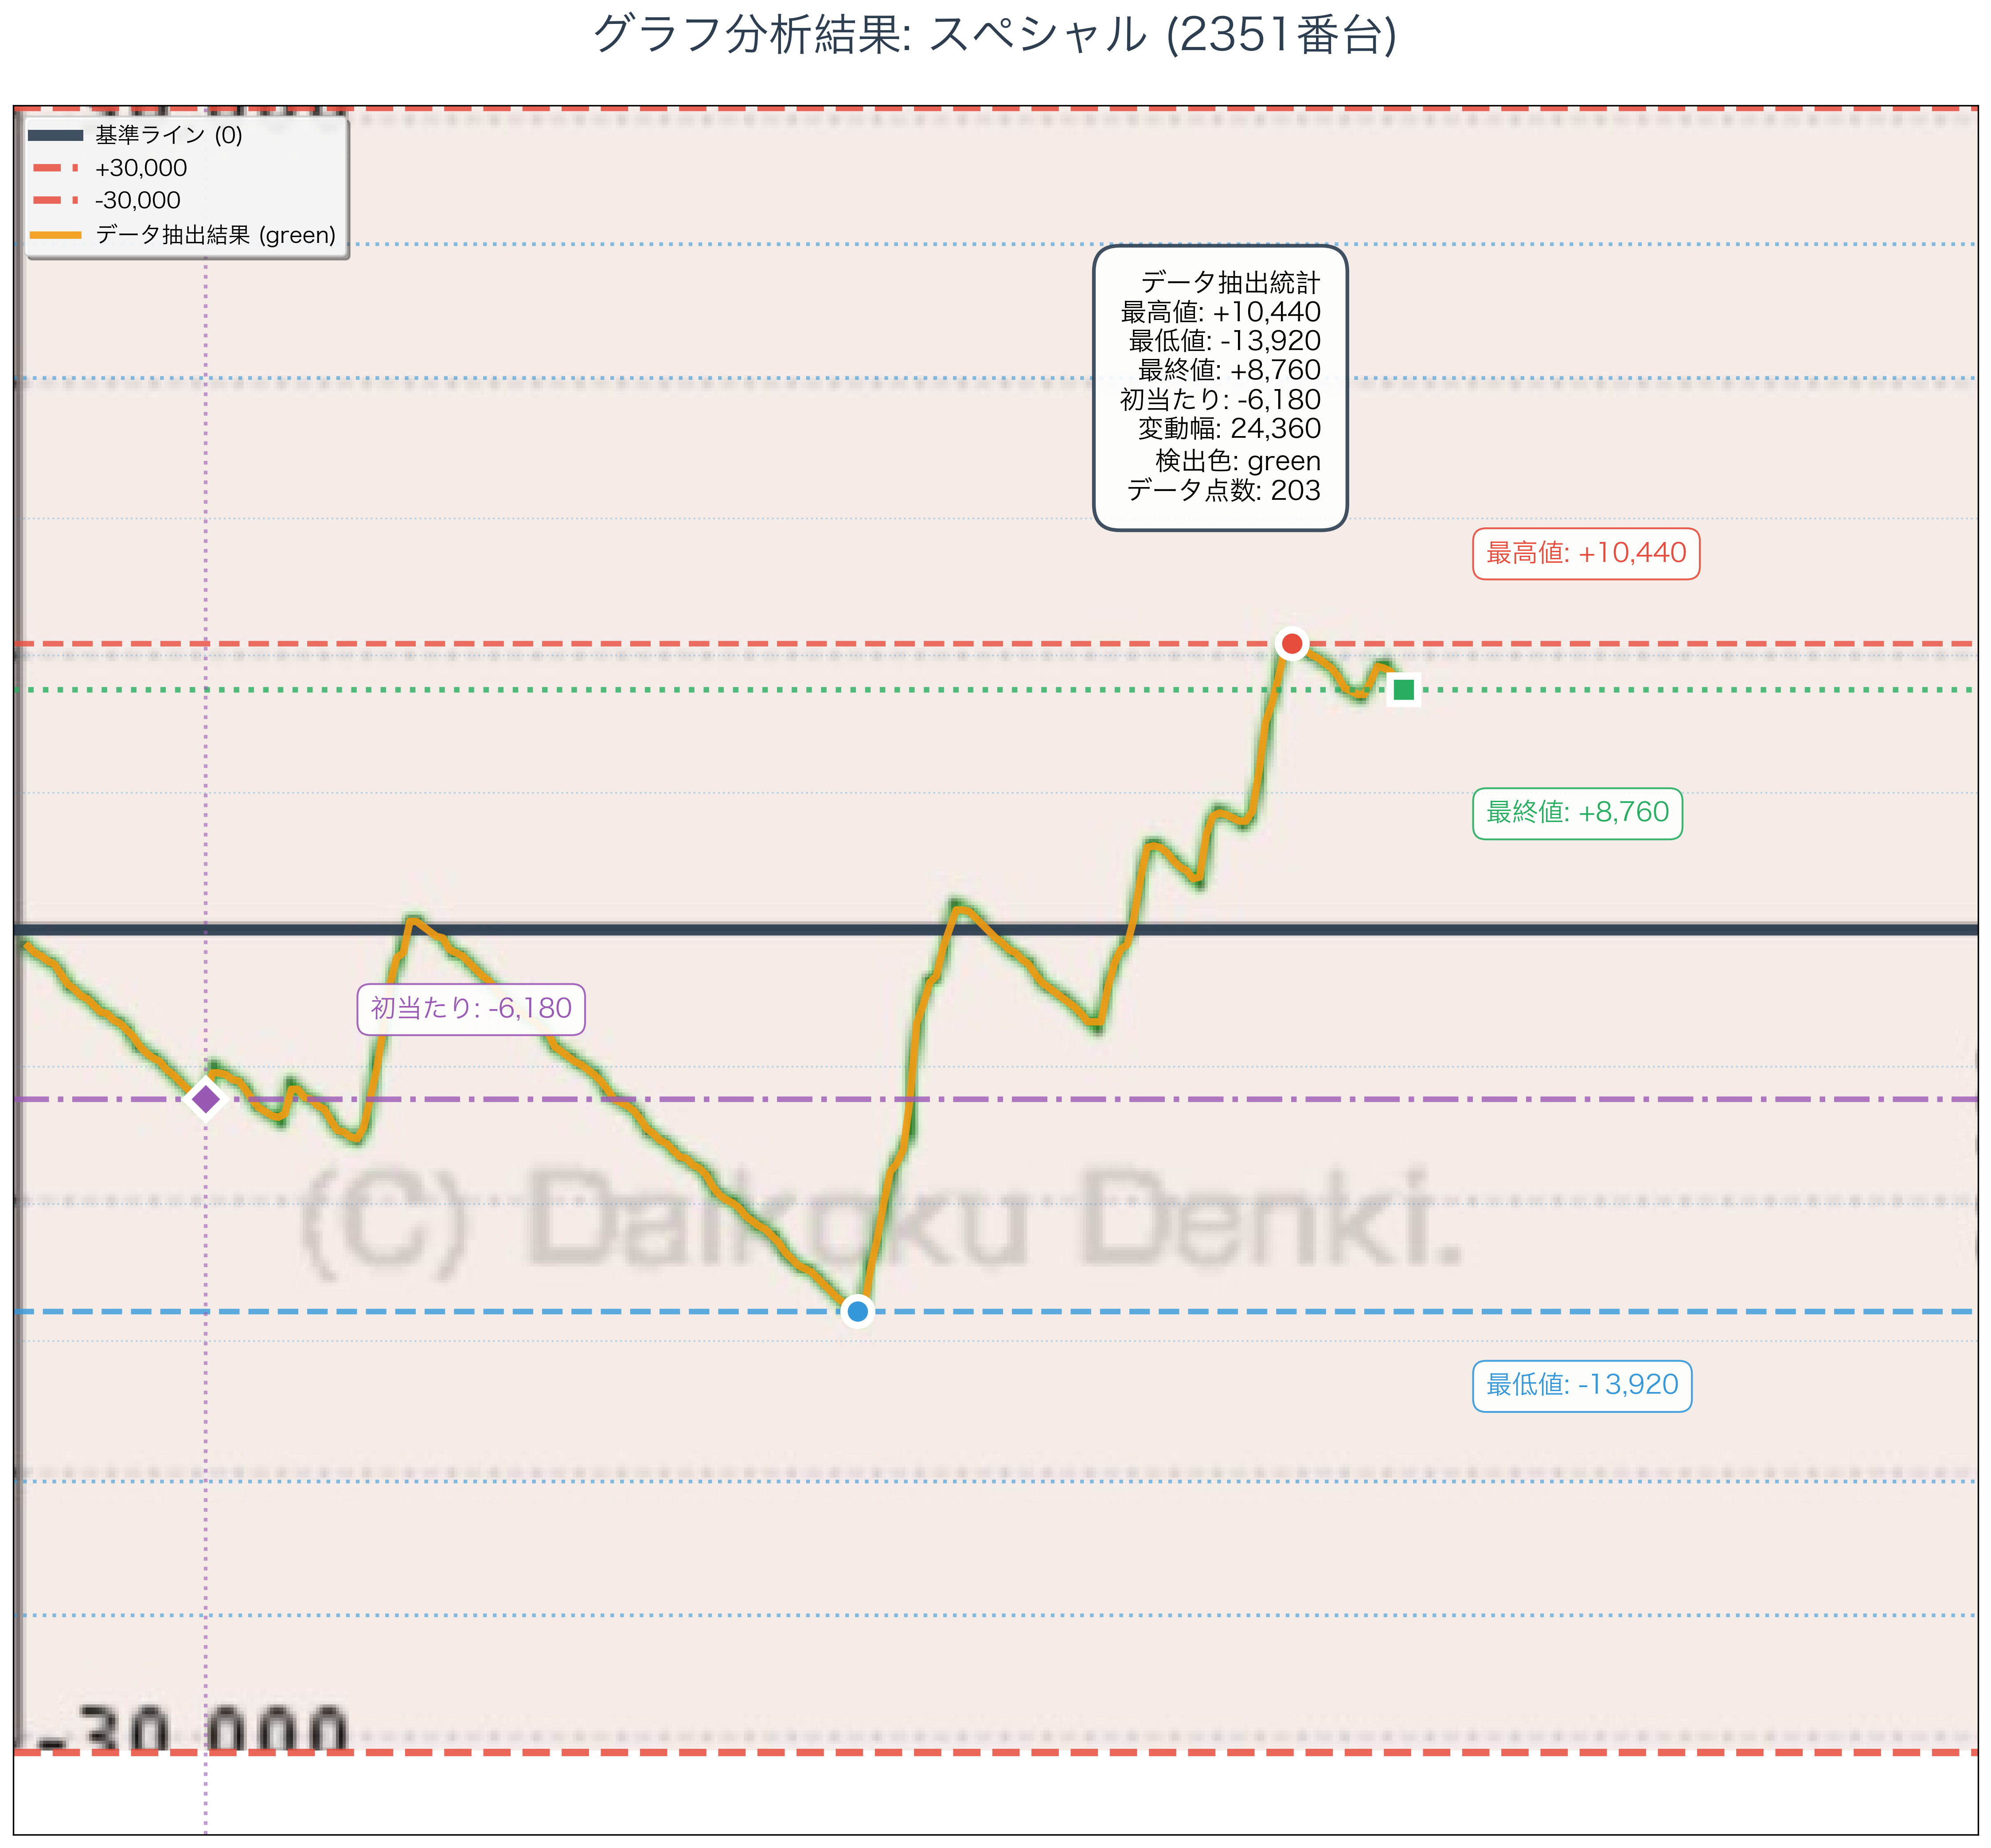 グラフ分析結果: スペシャル (2351番台)
基準ライン (0)
+30,000
-30,000
データ抽出結果 (green)
データ抽出統計
最高値: +10,440
最低値: -13,920
最終値: +8,760
初当たり: -6,180
変動幅: 24,360
検出色: green
データ点数: 203
最高値: +10,440
最終値: +8,760
初当たり: -6,180
(C) Daikoku Denki.
最低値: -13,920
-30,000